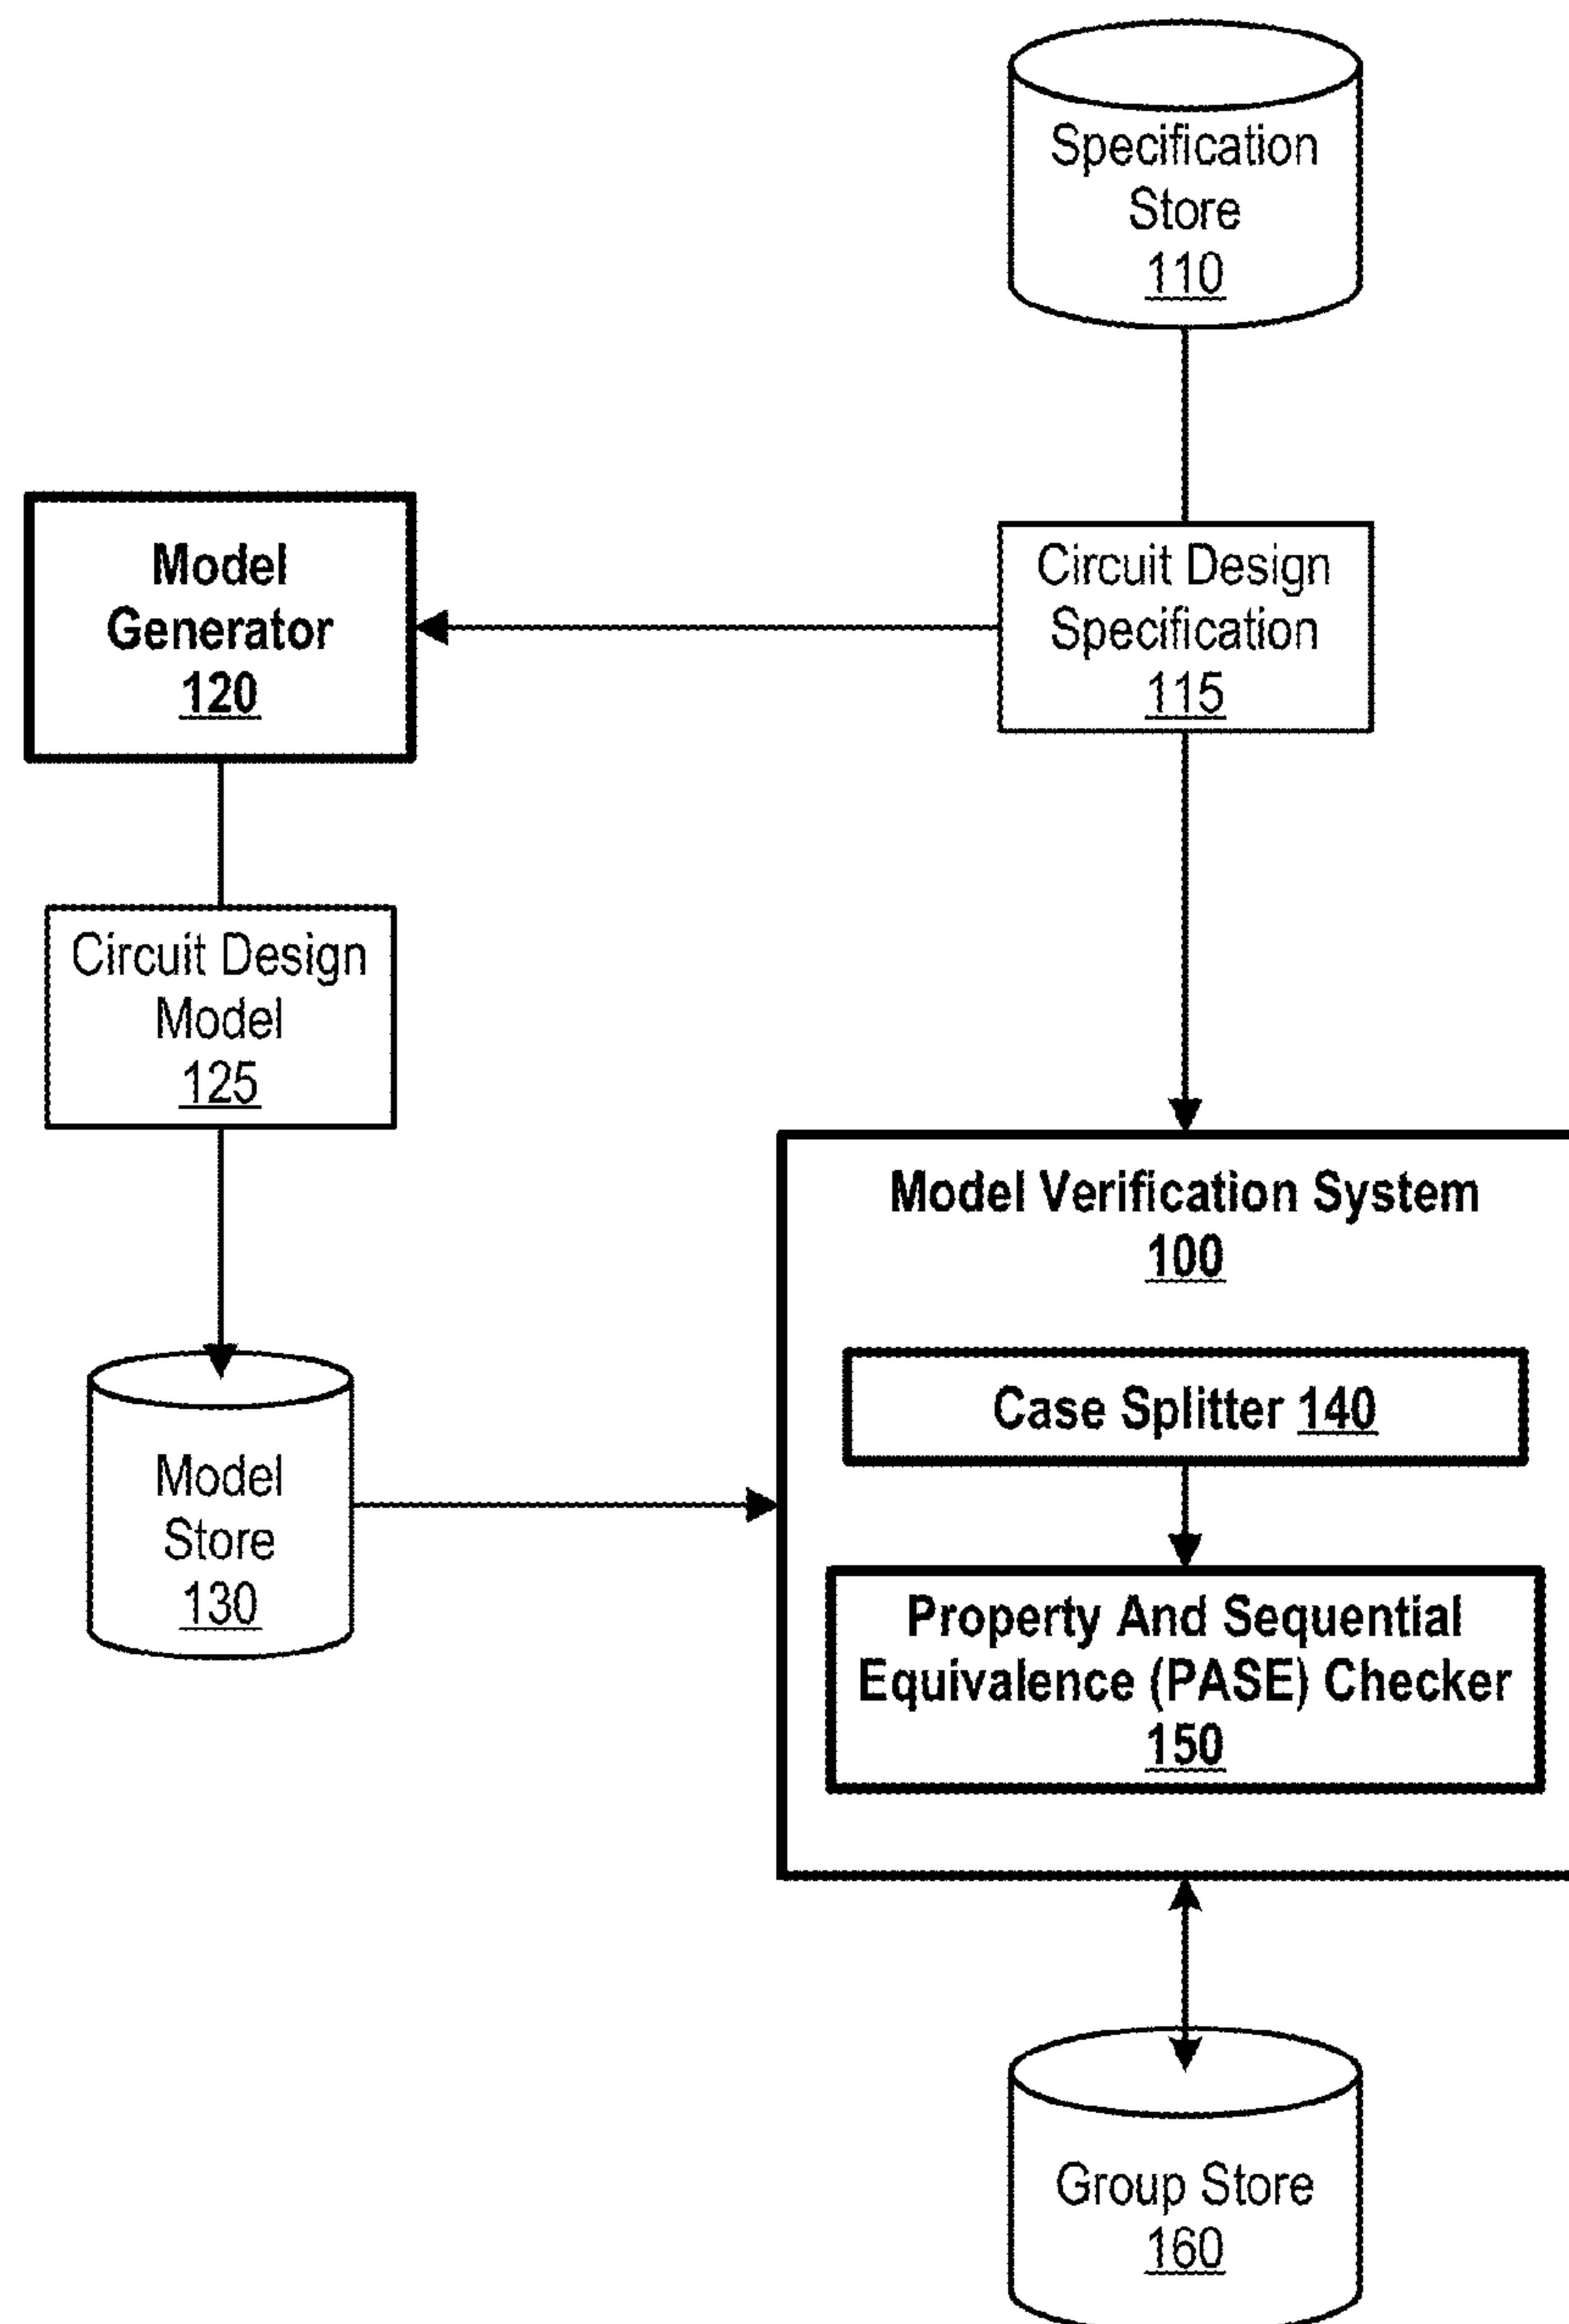 Specification
Store
110
Model
Generator
120
Circuit Design
Specification
115
Circuit Design
Model
125
Model Verification System
100
Case Splitter 140
Model
Store
130
Property And Sequential
Equivalence (PASE) Checker
150
Group Store
160